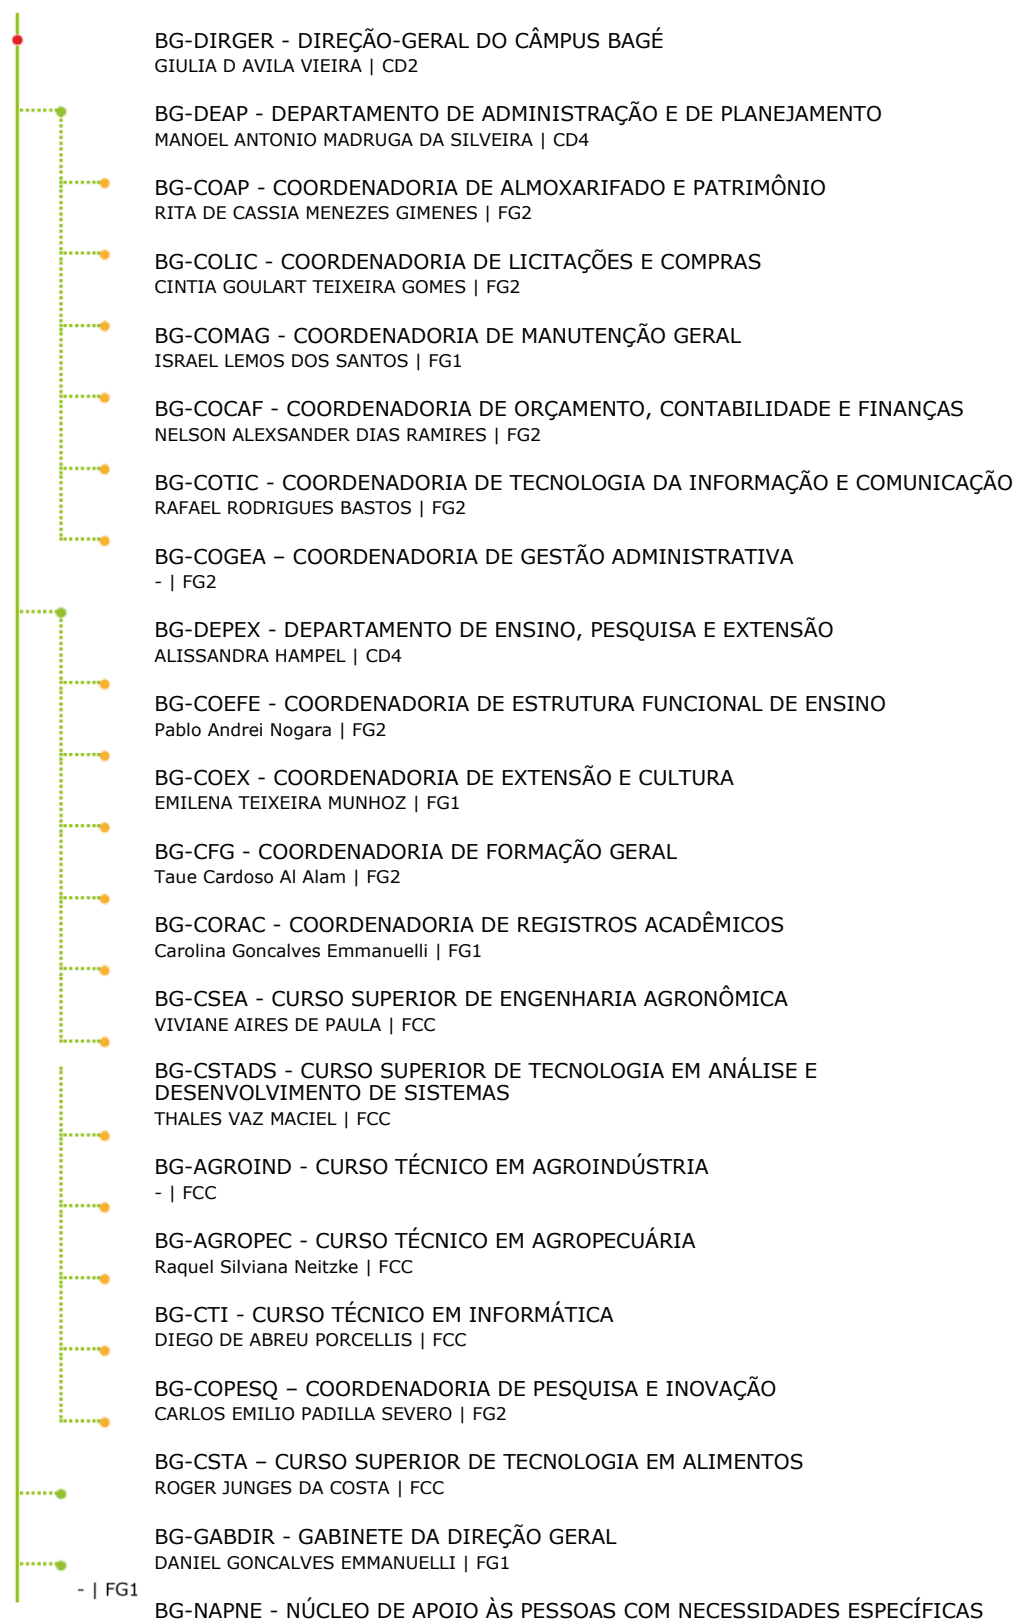 BG-DIRGER - DIREÇÃO-GERAL DO CÂMPUS BAGÉ
GIULIA D AVILA VIEIRA | CD2
BG-DEAP - DEPARTAMENTO DE ADMINISTRAÇÃO E DE PLANEJAMENTO
MANOEL ANTONIO MADRUGA DA SILVEIRA | CD4
BG-COAP - COORDENADORIA DE ALMOXARIFADO E PATRIMÔNIO
RITA DE CASSIA MENEZES GIMENES | FG2
BG-COLIC - COORDENADORIA DE LICITAÇÕES E COMPRAS
CINTIA GOULART TEIXEIRA GOMES | FG2
BG-COMAG - COORDENADORIA DE MANUTENÇÃO GERAL
ISRAEL LEMOS DOS SANTOS | FG1
BG-COCAF - COORDENADORIA DE ORÇAMENTO, CONTABILIDADE E FINANÇAS
NELSON ALEXSANDER DIAS RAMIRES | FG2
BG-COTIC - COORDENADORIA DE TECNOLOGIA DA INFORMAÇÃO E COMUNICAÇÃO
RAFAEL RODRIGUES BASTOS | FG2
BG-COGEA – COORDENADORIA DE GESTÃO ADMINISTRATIVA
- | FG2
BG-DEPEX - DEPARTAMENTO DE ENSINO, PESQUISA E EXTENSÃO
ALISSANDRA HAMPEL | CD4
BG-COEFE - COORDENADORIA DE ESTRUTURA FUNCIONAL DE ENSINO
Pablo Andrei Nogara | FG2
BG-COEX - COORDENADORIA DE EXTENSÃO E CULTURA
EMILENA TEIXEIRA MUNHOZ | FG1
BG-CFG - COORDENADORIA DE FORMAÇÃO GERAL
Taue Cardoso Al Alam | FG2
BG-CORAC - COORDENADORIA DE REGISTROS ACADÊMICOS
Carolina Goncalves Emmanuelli | FG1
BG-CSEA - CURSO SUPERIOR DE ENGENHARIA AGRONÔMICA
VIVIANE AIRES DE PAULA | FCC
BG-CSTADS - CURSO SUPERIOR DE TECNOLOGIA EM ANÁLISE E
DESENVOLVIMENTO DE SISTEMAS
THALES VAZ MACIEL | FCC
BG-AGROIND - CURSO TÉCNICO EM AGROINDÚSTRIA
- | FCC
BG-AGROPEC - CURSO TÉCNICO EM AGROPECUÁRIA
Raquel Silviana Neitzke | FCC
BG-CTI - CURSO TÉCNICO EM INFORMÁTICA
DIEGO DE ABREU PORCELLIS | FCC
BG-COPESQ – COORDENADORIA DE PESQUISA E INOVAÇÃO
CARLOS EMILIO PADILLA SEVERO | FG2
BG-CSTA – CURSO SUPERIOR DE TECNOLOGIA EM ALIMENTOS
ROGER JUNGES DA COSTA | FCC
BG-GABDIR - GABINETE DA DIREÇÃO GERAL
DANIEL GONCALVES EMMANUELLI | FG1
- | FG1
BG-NAPNE - NÚCLEO DE APOIO ÀS PESSOAS COM NECESSIDADES ESPECÍFICAS